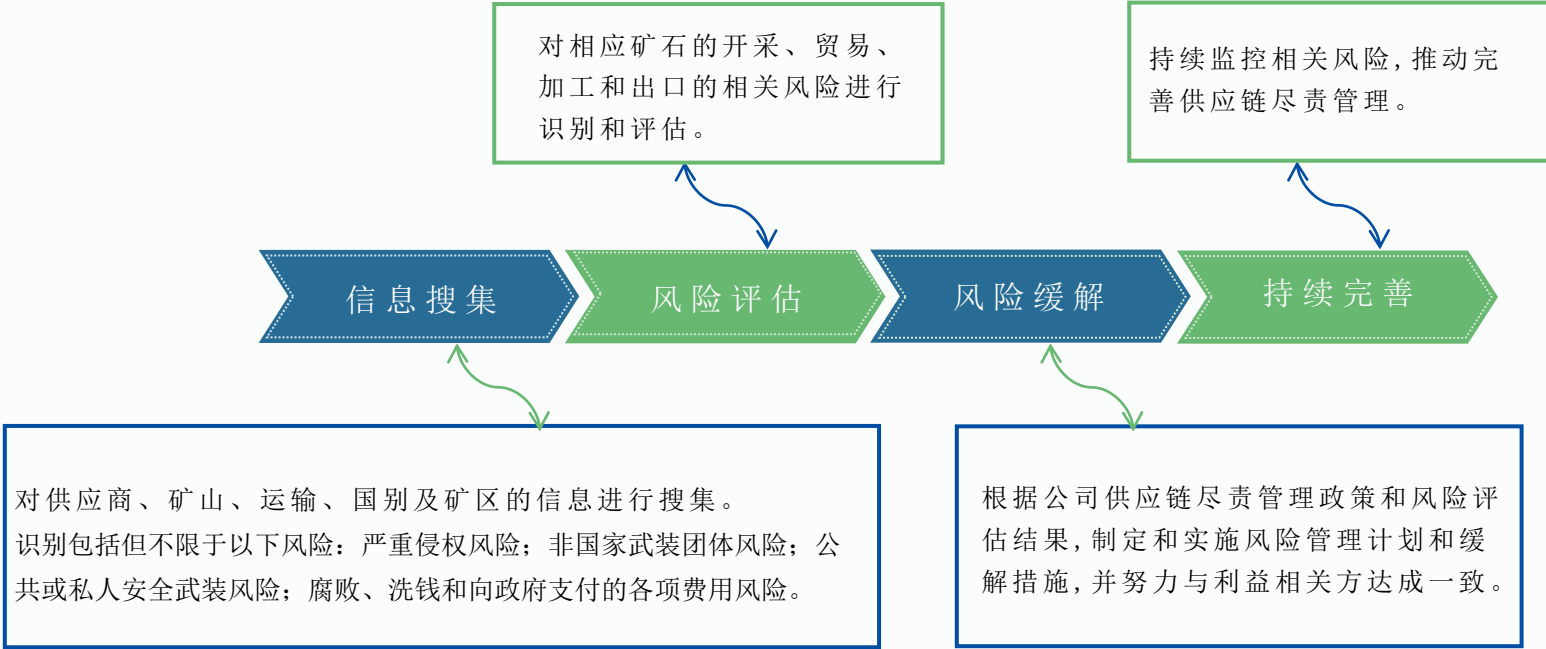 对相应矿石的开采、贸易、
加工和出口的相关风险进行
识别和评估。
持续监控相关风险,推动完
善供应链尽责管理。
信息搜集
风险评估
风险缓解
持续完善
对供应商、矿山、运输、国别及矿区的信息进行搜集。
识别包括但不限于以下风险：严重侵权风险；非国家武装团体风险；公
共或私人安全武装风险；腐败、洗钱和向政府支付的各项费用风险。
根据公司供应链尽责管理政策和风险评
估结果,制定和实施风险管理计划和缓
解措施,并努力与利益相关方达成一致。